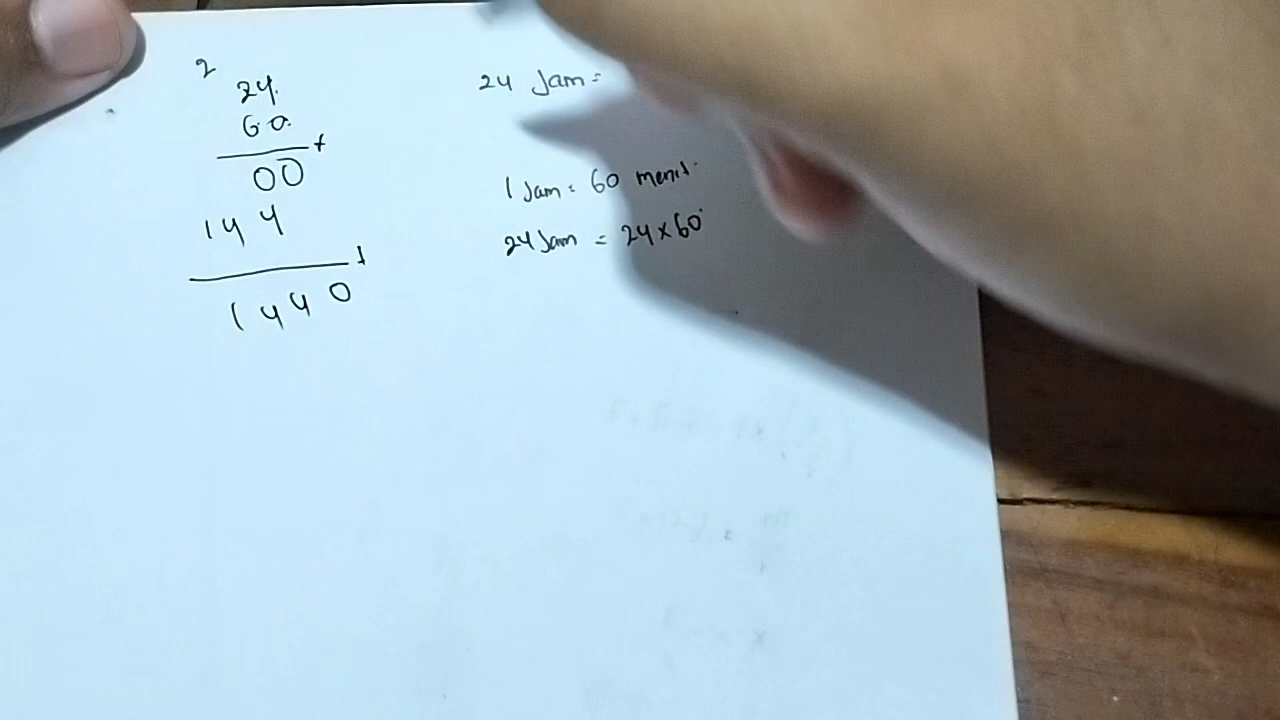 2
24
60
+
00
144
+
1440
24 Jam =
1 Jam = 60 menit
24 Jam = 24 x 60